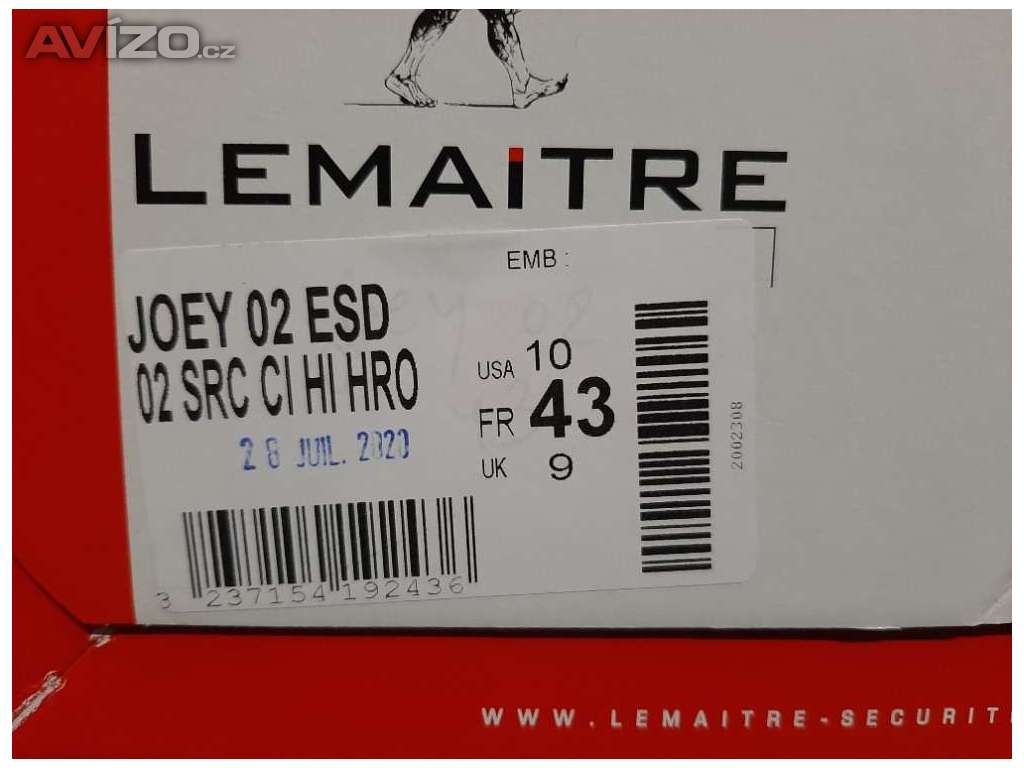 AVÍZO.cz
LEMAiTRE
EMB :
JOEY 02 ESD
02 SRC CI HI HRO
28 JUIL. 2020
USA 10
FR 43
UK 9
2002308
3 237154 192436
WWW.LEMAITRE-SECURIT